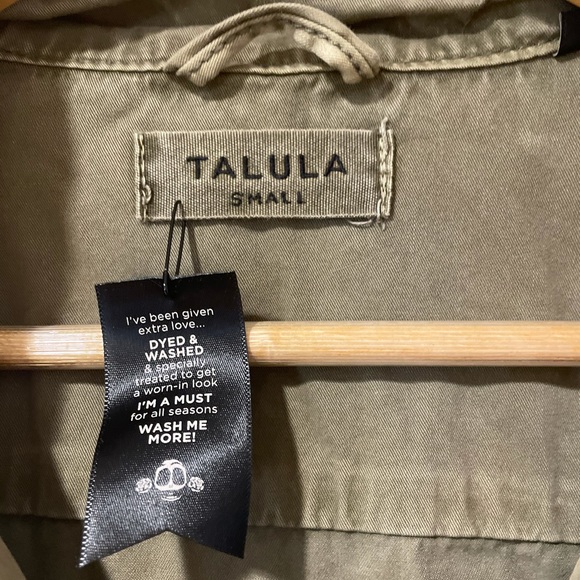 TALULA
SMALL
I've been given
extra love...
DYED &
WASHED
& specially
treated to get
a worn-in look
I'M A MUST
for all seasons
WASH ME
MORE!